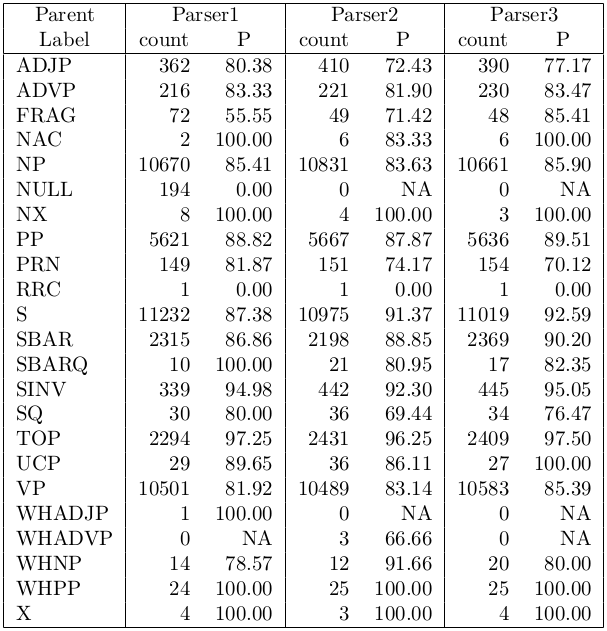 Parent Parser1 Parser2 Parser3
Label count P count P count P
ADJP 362 80.38 410 72.43 390 77.17
ADVP 216 83.33 221 81.90 230 83.47
FRAG 72 55.55 49 71.42 48 85.41
NAC 2 100.00 6 83.33 6 100.00
NP 10670 85.41 10831 83.63 10661 85.90
NULL 194 0.00 0 NA 0 NA
NX 8 100.00 4 100.00 3 100.00
PP 5621 88.82 5667 87.87 5636 89.51
PRN 149 81.87 151 74.17 154 70.12
RRC 1 0.00 1 0.00 1 0.00
S 11232 87.38 10975 91.37 11019 92.59
SBAR 2315 86.86 2198 88.85 2369 90.20
SBARQ 10 100.00 21 80.95 17 82.35
SINV 339 94.98 442 92.30 445 95.05
SQ 30 80.00 36 69.44 34 76.47
TOP 2294 97.25 2431 96.25 2409 97.50
UCP 29 89.65 36 86.11 27 100.00
VP 10501 81.92 10489 83.14 10583 85.39
WHADJP 1 100.00 0 NA 0 NA
WHADVP 0 NA 3 66.66 0 NA
WHNP 14 78.57 12 91.66 20 80.00
WHPP 24 100.00 25 100.00 25 100.00
X 4 100.00 3 100.00 4 100.00